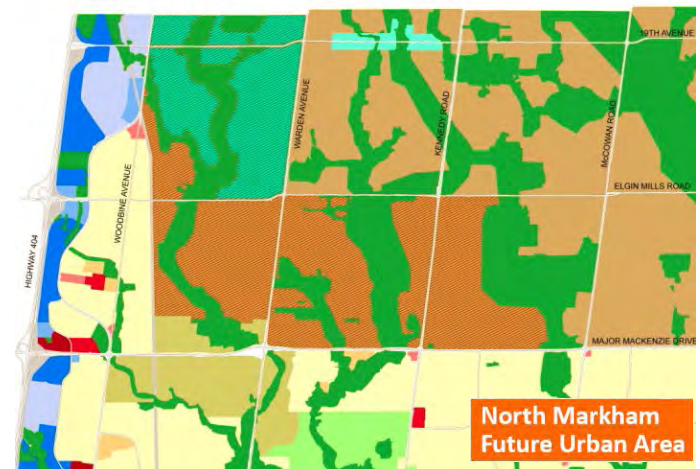 19TH AVENUE
WARDEN AVENUE
KENNEDY ROAD
McCOWAN ROAD
WOODBINE AVENUE
ELGIN MILLS ROAD
HIGHWAY 404
MAJOR MACKENZIE DRIVE
North Markham
Future Urban Area